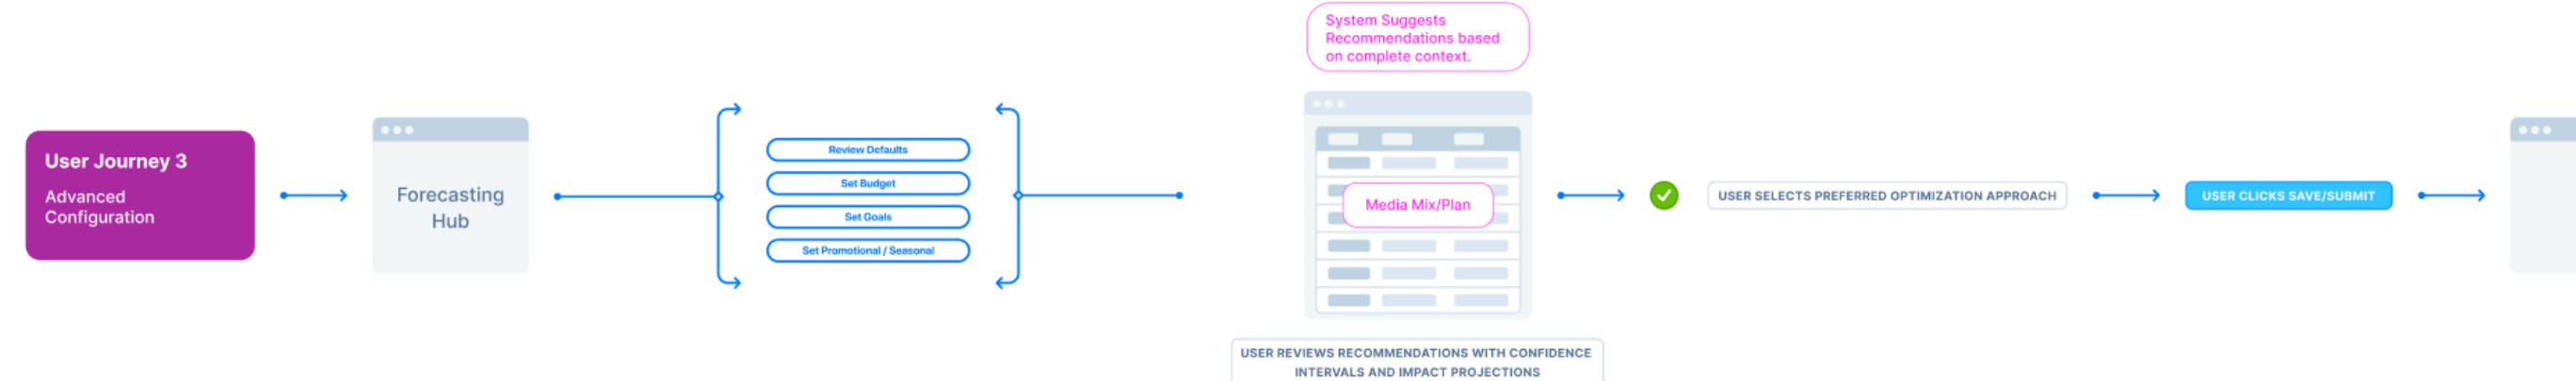 User Journey 3
Advanced
Configuration
Forecasting
Hub
Review Defaults
Set Budget
Set Goals
Set Promotional / Seasonal
System Suggests
Recommendations based
on complete context.
Media Mix/Plan
USER REVIEWS RECOMMENDATIONS WITH CONFIDENCE
INTERVALS AND IMPACT PROJECTIONS
USER SELECTS PREFERRED OPTIMIZATION APPROACH
USER CLICKS SAVE/SUBMIT